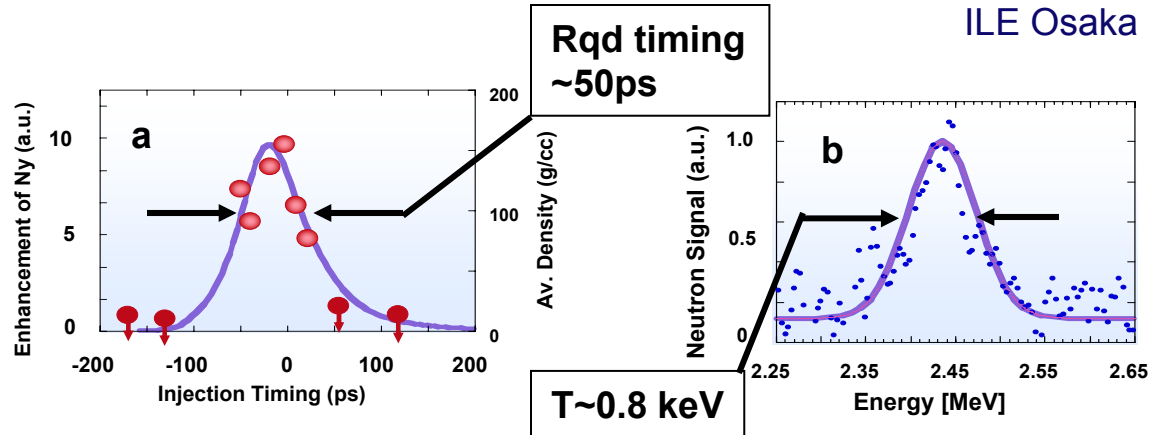 ILE Osaka
Rqd timing
~50ps
a
Enhancement of Ny (a.u.)
10
5
0
-200
-100
0
100
200
Injection Timing (ps)
200
100
0
Av. Density (g/cc)
b
Neutron Signal (a.u.)
1.0
0.5
0
2.25
2.35
2.45
2.55
2.65
Energy [MeV]
T~0.8 keV